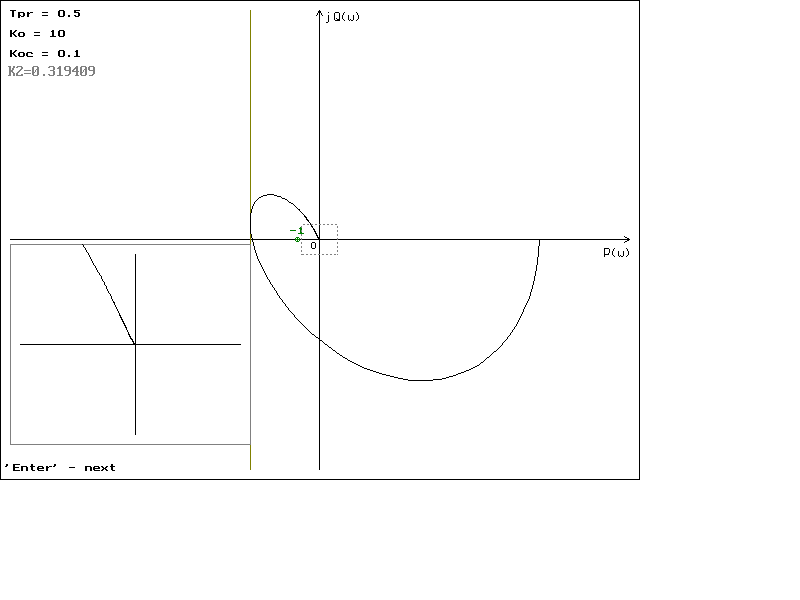 Tpr = 0.5
Ko = 10
Koc = 0.1
K2=0.319409
jQ(ω)
-1
0
P(ω)
'Enter' - next